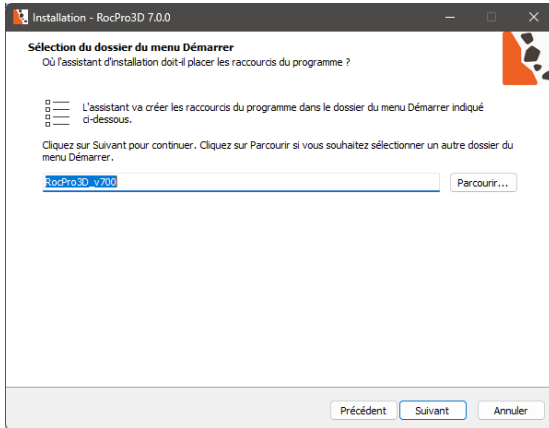 Installation - RocPro3D 7.0.0
Sélection du dossier du menu Démarrer
Où l'assistant d'installation doit-il placer les raccourcis du programme ?
L'assistant va créer les raccourcis du programme dans le dossier du menu Démarrer indiqué
ci-dessous.
Cliquez sur Suivant pour continuer. Cliquez sur Parcourir si vous souhaitez sélectionner un autre dossier du
menu Démarrer.
RocPro3D_v700
Parcourir...
Précédent
Suivant
Annuler